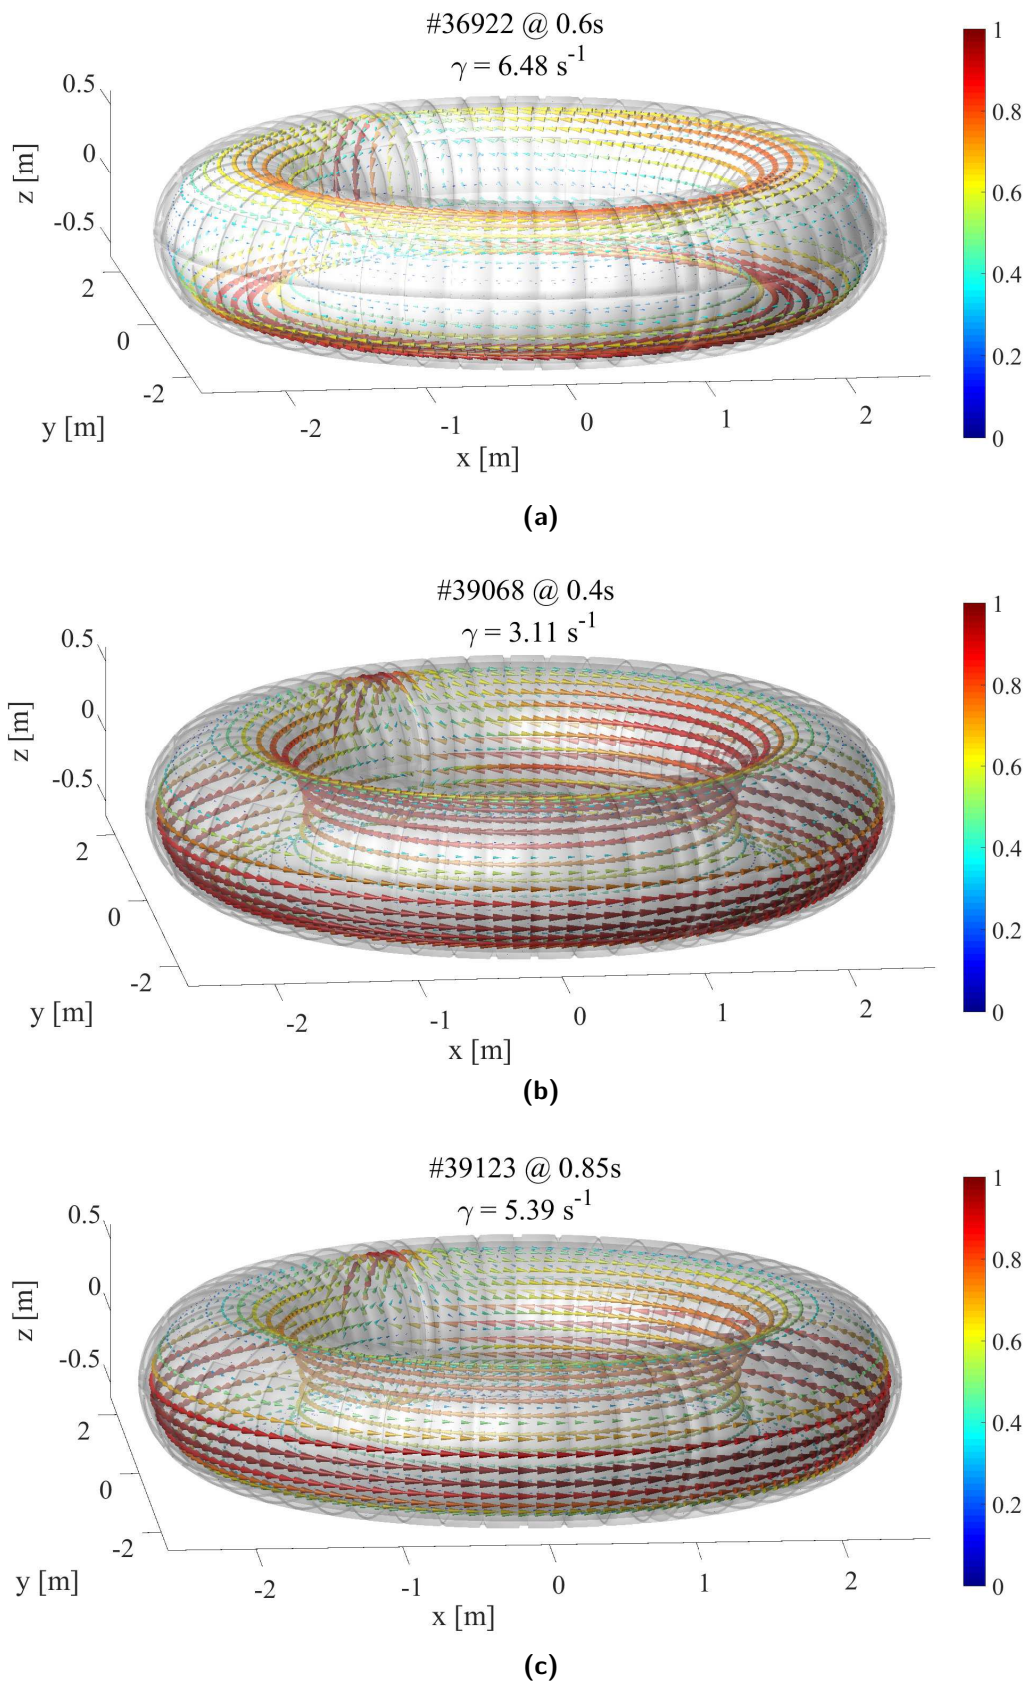 #36922 @ 0.6s
γ = 6.48 s⁻¹
0.5
0
-0.5
z [m]
2
0
-2
y [m]
-2
-1
0
1
2
x [m]
1
0.8
0.6
0.4
0.2
0
(a)
#39068 @ 0.4s
γ = 3.11 s⁻¹
0.5
0
-0.5
z [m]
2
0
-2
y [m]
-2
-1
0
1
2
x [m]
1
0.8
0.6
0.4
0.2
0
(b)
#39123 @ 0.85s
γ = 5.39 s⁻¹
0.5
0
-0.5
z [m]
2
0
-2
y [m]
-2
-1
0
1
2
x [m]
1
0.8
0.6
0.4
0.2
0
(c)